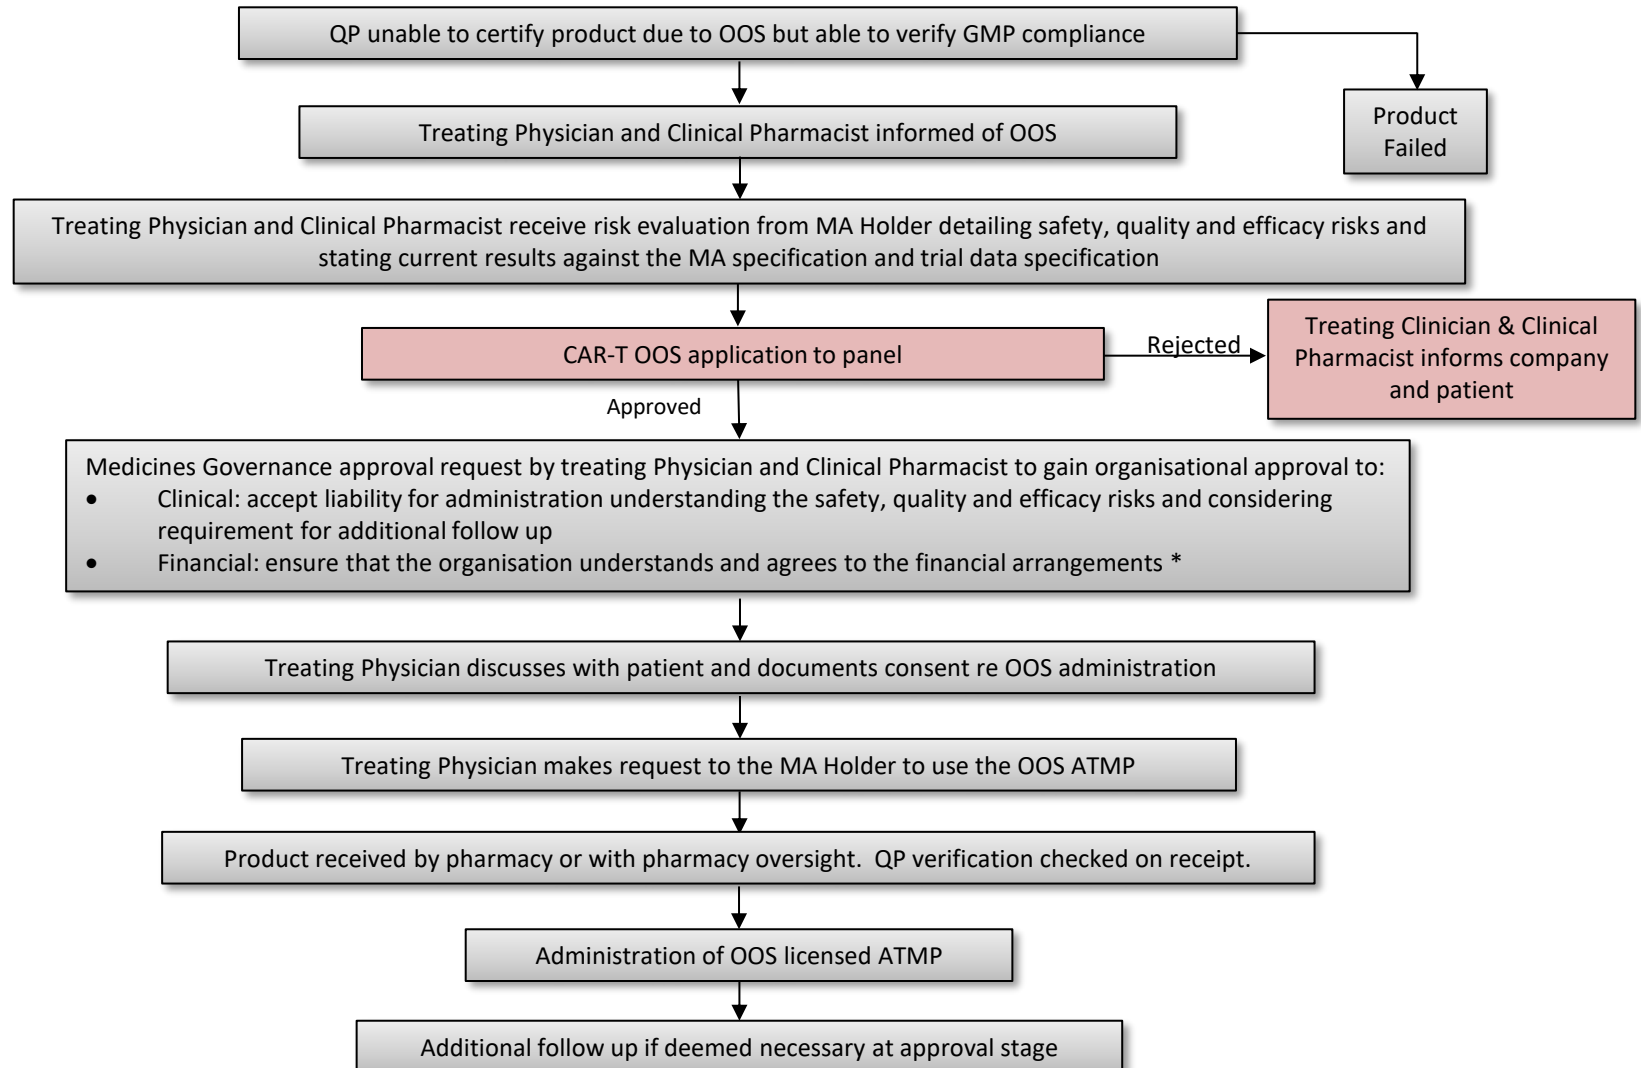 QP unable to certify product due to OOS but able to verify GMP compliance
Product
Failed
Treating Physician and Clinical Pharmacist informed of OOS
Treating Physician and Clinical Pharmacist receive risk evaluation from MA Holder detailing safety, quality and efficacy risks and
stating current results against the MA specification and trial data specification
CAR-T OOS application to panel
Rejected
Treating Clinician & Clinical
Pharmacist informs company
and patient
Approved
Medicines Governance approval request by treating Physician and Clinical Pharmacist to gain organisational approval to:
• Clinical: accept liability for administration understanding the safety, quality and efficacy risks and considering
requirement for additional follow up
• Financial: ensure that the organisation understands and agrees to the financial arrangements *
Treating Physician discusses with patient and documents consent re OOS administration
Treating Physician makes request to the MA Holder to use the OOS ATMP
Product received by pharmacy or with pharmacy oversight.  QP verification checked on receipt.
Administration of OOS licensed ATMP
Additional follow up if deemed necessary at approval stage